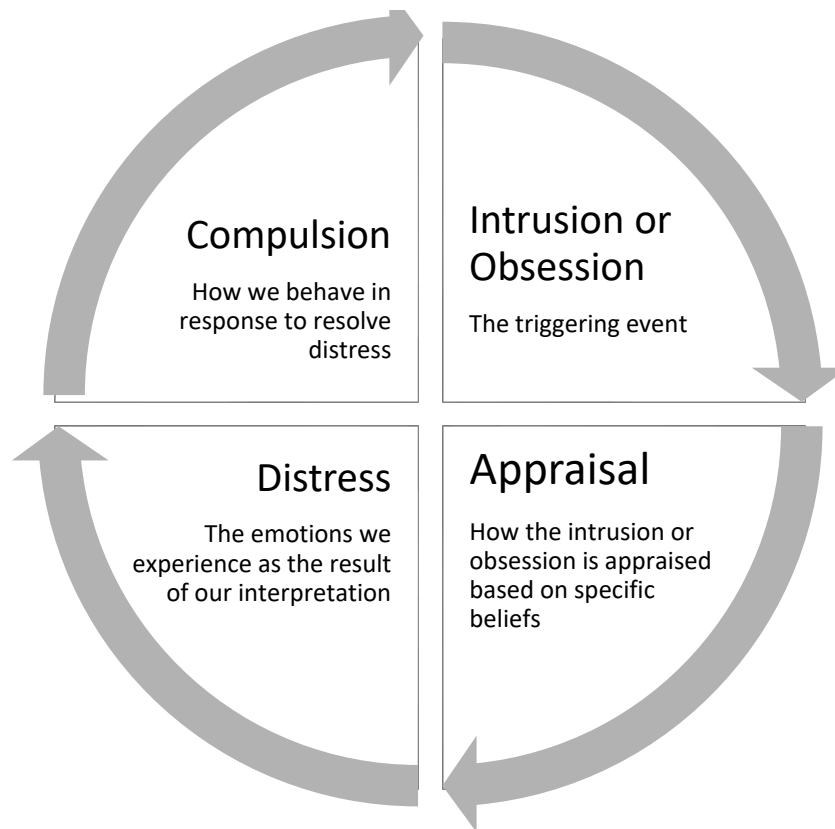 Compulsion
How we behave in
response to resolve
distress
Intrusion or
Obsession
The triggering event
Distress
The emotions we
experience as the result
of our interpretation
Appraisal
How the intrusion or
obsession is appraised
based on specific
beliefs